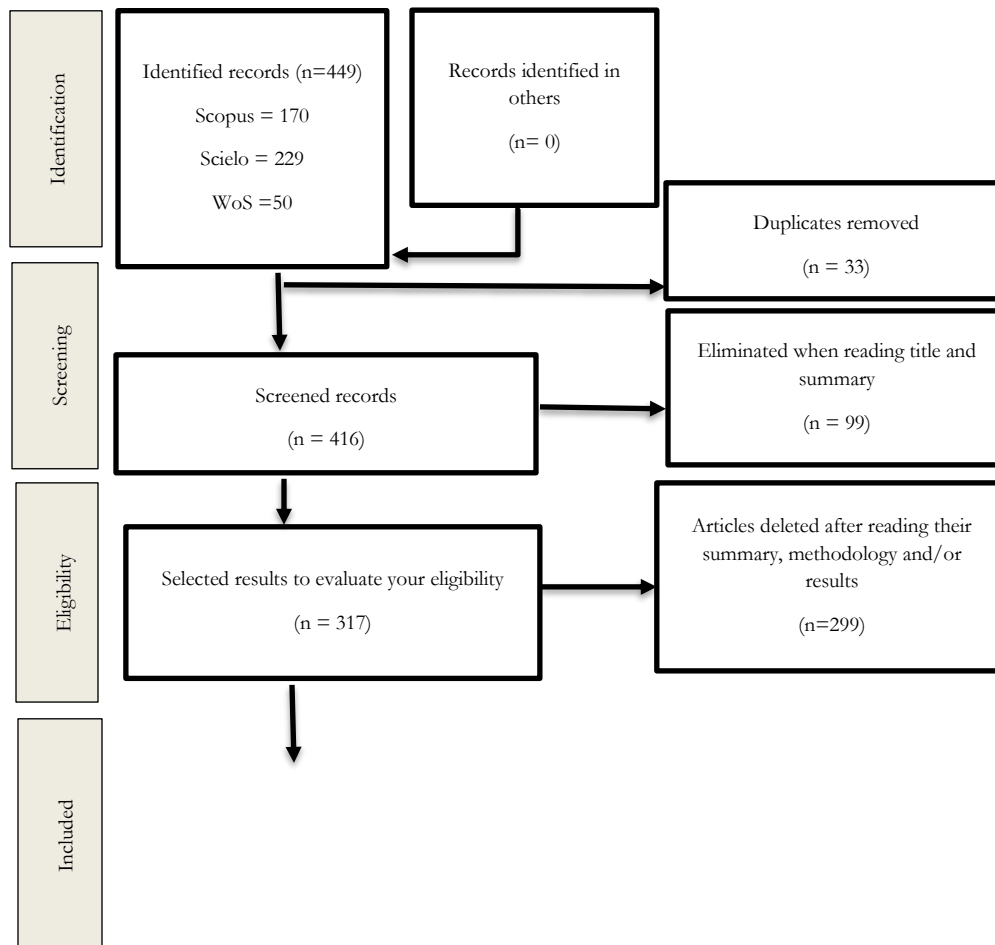 Identification
Identified records (n=449)
Scopus = 170
Scielo = 229
WoS =50
Records identified in
others
(n= 0)
Duplicates removed
(n = 33)
Screening
Screened records
(n = 416)
Eliminated when reading title and
summary
(n = 99)
Eligibility
Selected results to evaluate your eligibility
(n = 317)
Articles deleted after reading their
summary, methodology and/or
results
(n=299)
Included